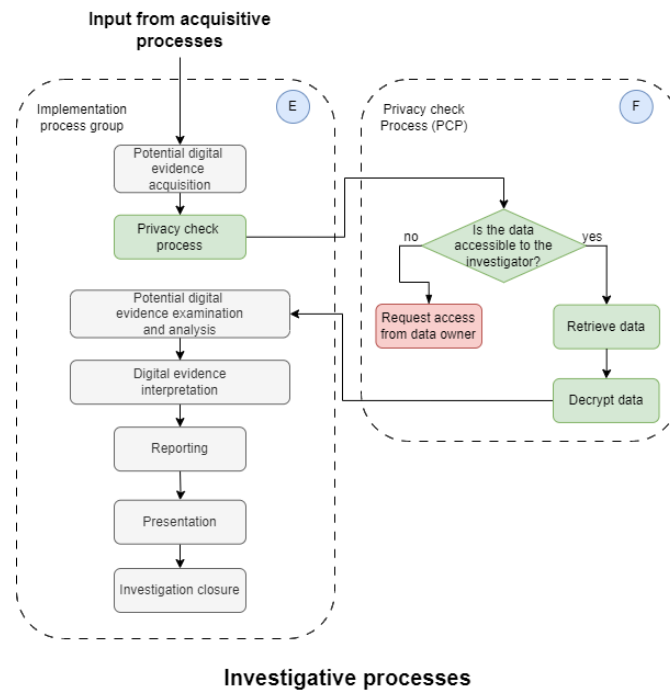 Input from acquisitive
processes
Implementation
process group
E
Potential digital
evidence
acquisition
Privacy check
process
Potential digital
evidence examination
and analysis
Digital evidence
interpretation
Reporting
Presentation
Investigation closure
Privacy check
Process (PCP)
F
Is the data
accessible to the
investigator?
no
yes
Request access
from data owner
Retrieve data
Decrypt data
Investigative processes